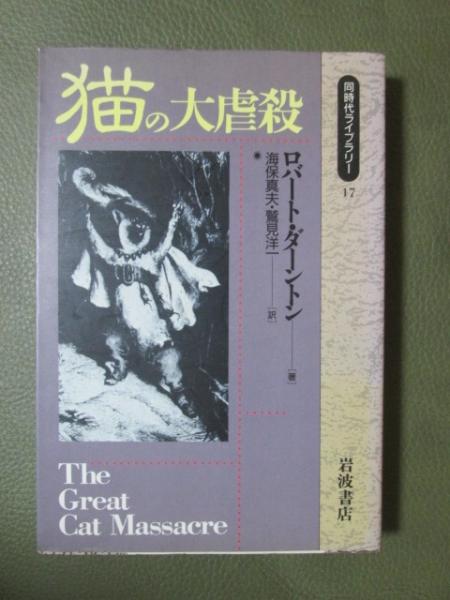 猫の大虐殺
ロバート・ダーントン[著]
海保真夫・鷲見洋一[訳]
The
Great
Cat Massacre
同時代ライブラリー
17
岩波書店